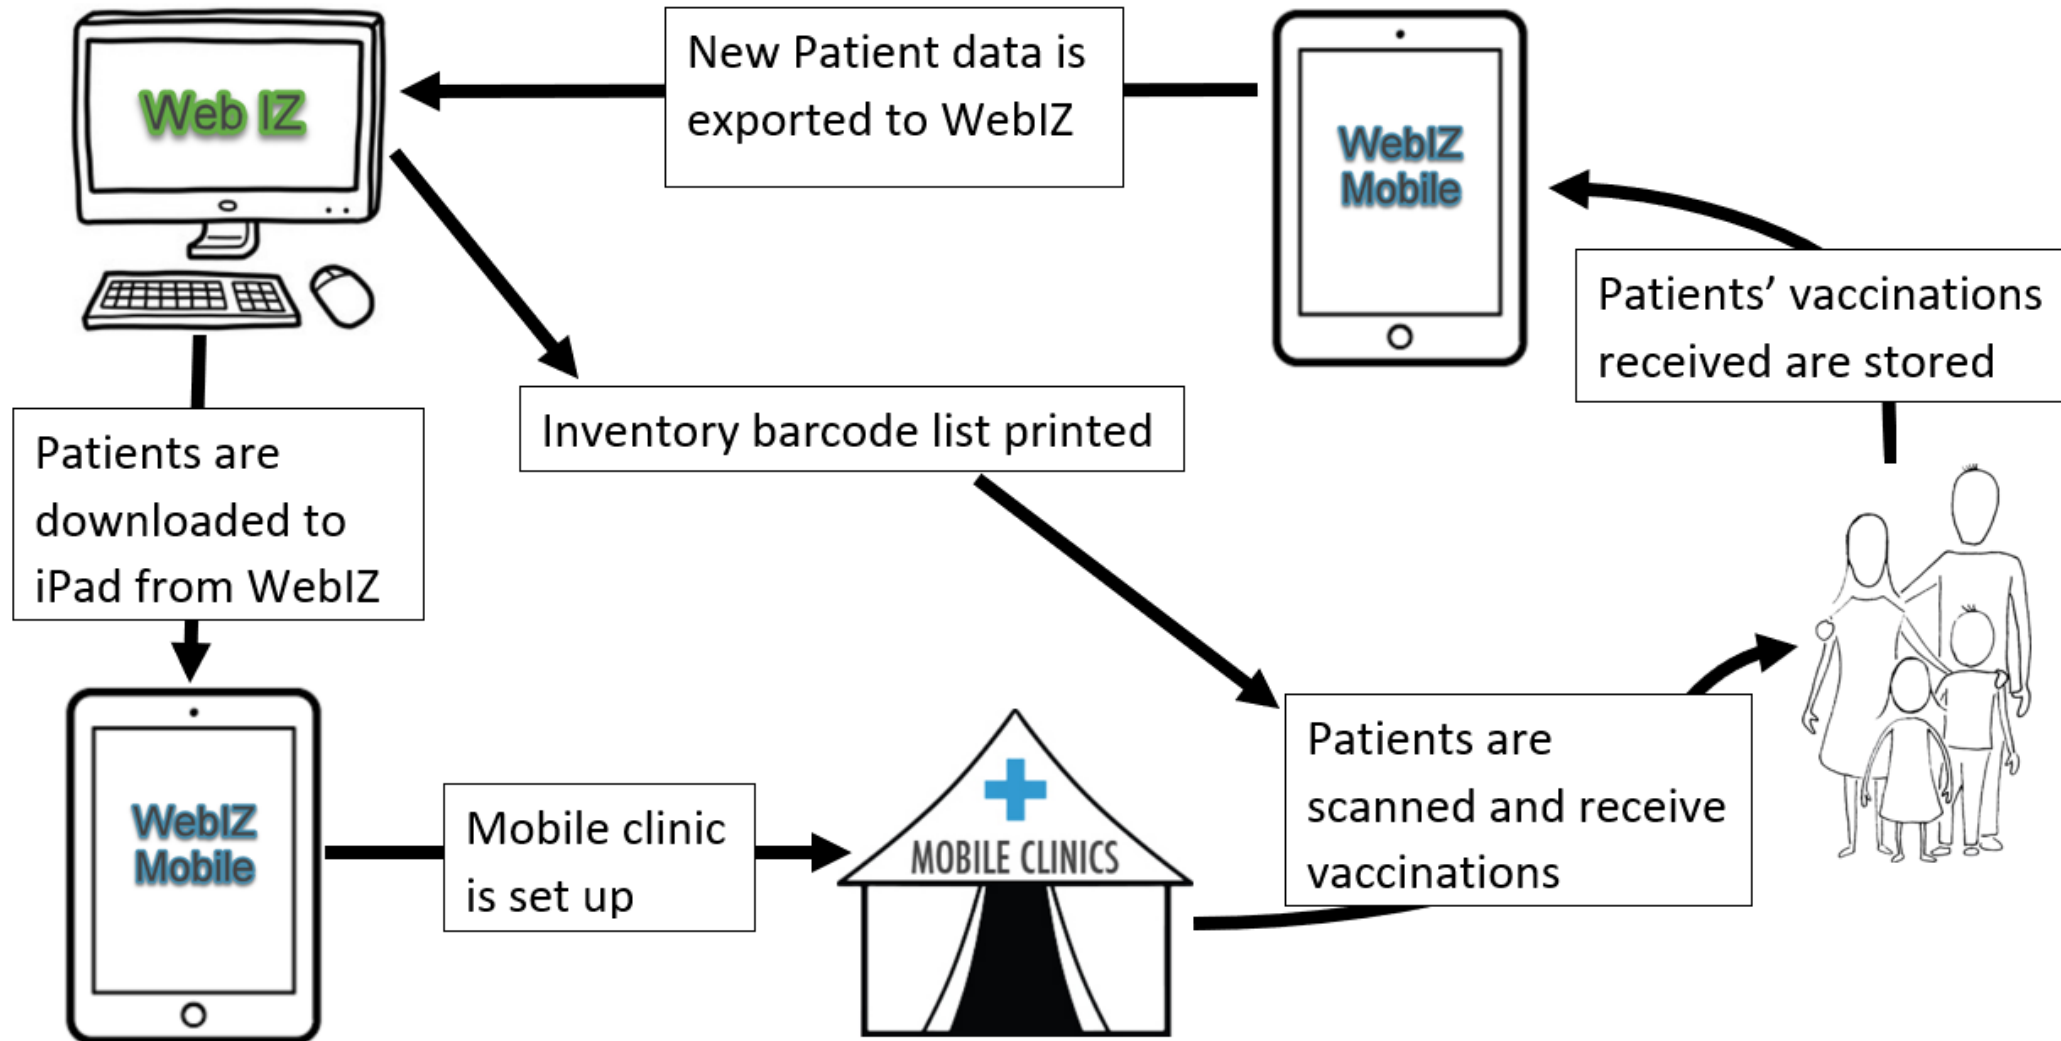 Web IZ
New Patient data is
exported to WebIZ
WebIZ
Mobile
Patients’ vaccinations
received are stored
Inventory barcode list printed
Patients are
downloaded to
iPad from WebIZ
WebIZ
Mobile
Mobile clinic
is set up
MOBILE CLINICS
Patients are
scanned and receive
vaccinations